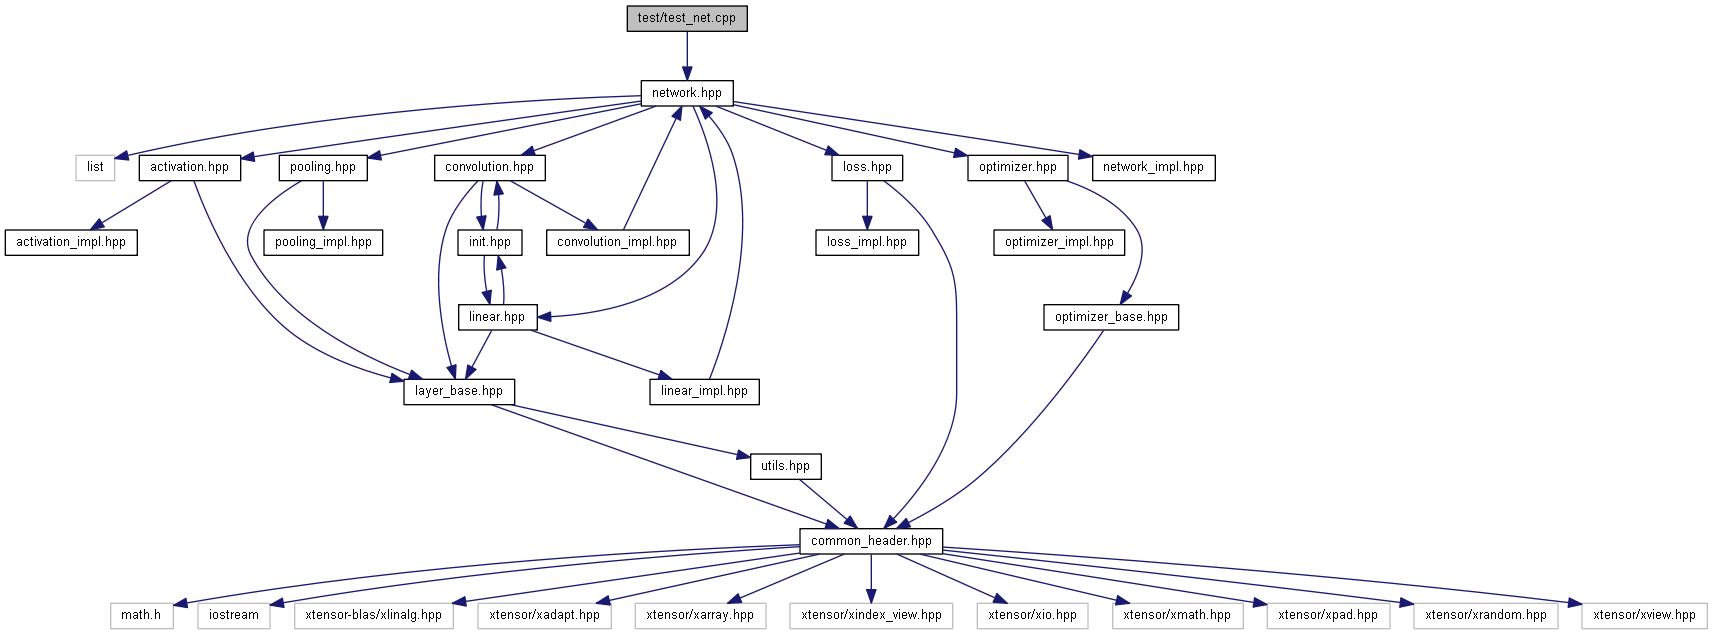 test/test_net.cpp
network.hpp
list
activation.hpp
pooling.hpp
convolution.hpp
loss.hpp
optimizer.hpp
network_impl.hpp
activation_impl.hpp
pooling_impl.hpp
init.hpp
convolution_impl.hpp
loss_impl.hpp
optimizer_impl.hpp
linear.hpp
optimizer_base.hpp
layer_base.hpp
linear_impl.hpp
utils.hpp
common_header.hpp
math.h
iostream
xtensor-blas/xlinalg.hpp
xtensor/xadapt.hpp
xtensor/xarray.hpp
xtensor/xindex_view.hpp
xtensor/xio.hpp
xtensor/xmath.hpp
xtensor/xpad.hpp
xtensor/xrandom.hpp
xtensor/xview.hpp